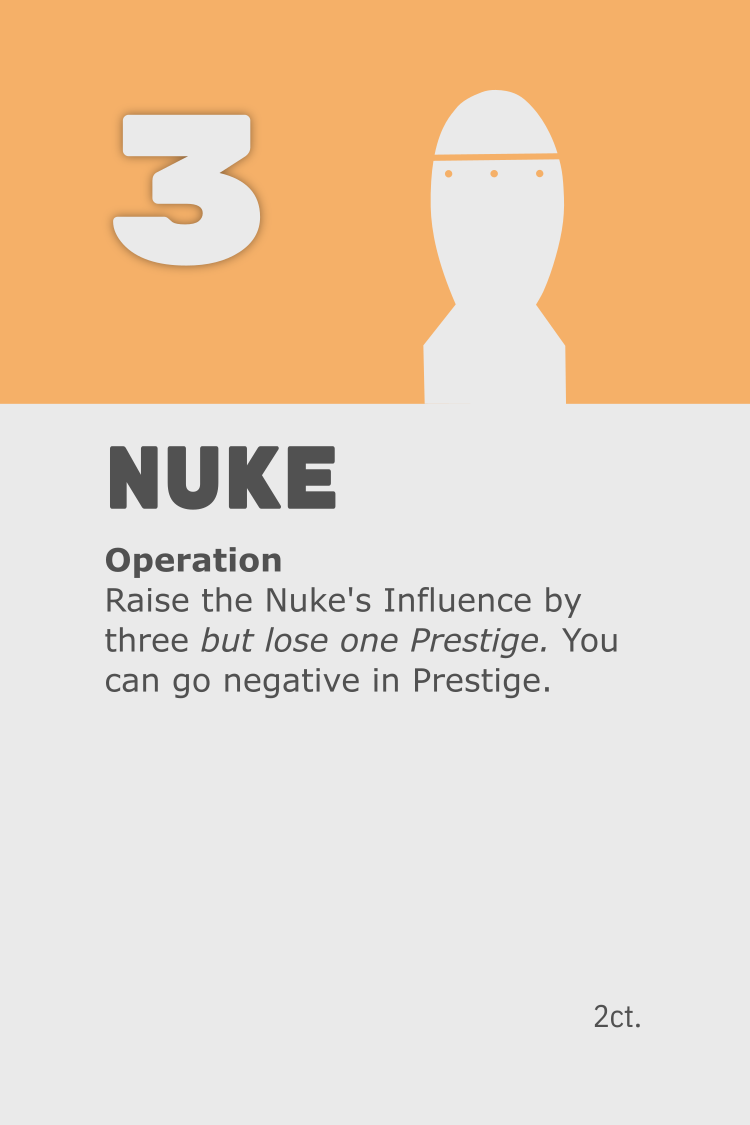 3
NUKE
Operation
Raise the Nuke's Influence by
three but lose one Prestige. You
can go negative in Prestige.
2ct.